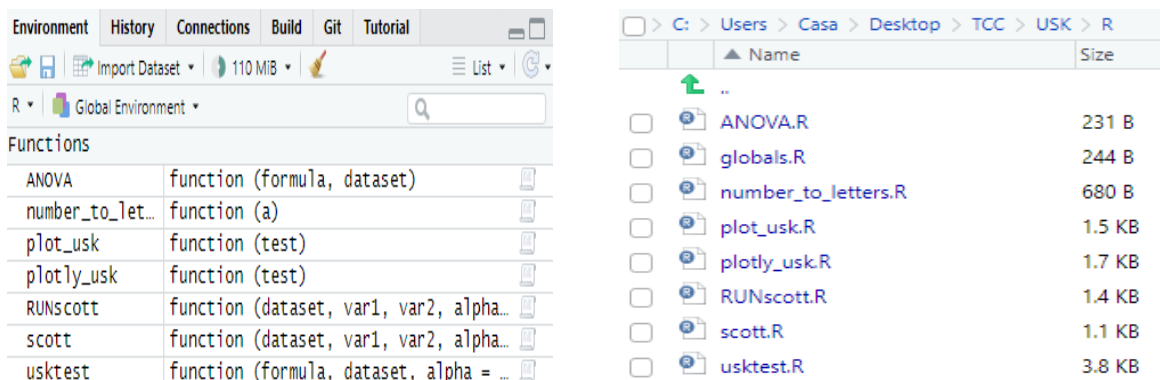 Environment History Connections Build Git Tutorial
Import Dataset 110 MiB List
R Global Environment
Functions
ANOVA function (formula, dataset)
number_to_let… function (a)
plot_usk function (test)
plotly_usk function (test)
RUNscott function (dataset, var1, var2, alpha…
scott function (dataset, var1, var2, alpha…
usktest function (formula, dataset, alpha = …
C: > Users > Casa > Desktop > TCC > USK > R
Name Size
..
ANOVA.R 231 B
globals.R 244 B
number_to_letters.R 680 B
plot_usk.R 1.5 KB
plotly_usk.R 1.7 KB
RUNscott.R 1.4 KB
scott.R 1.1 KB
usktest.R 3.8 KB